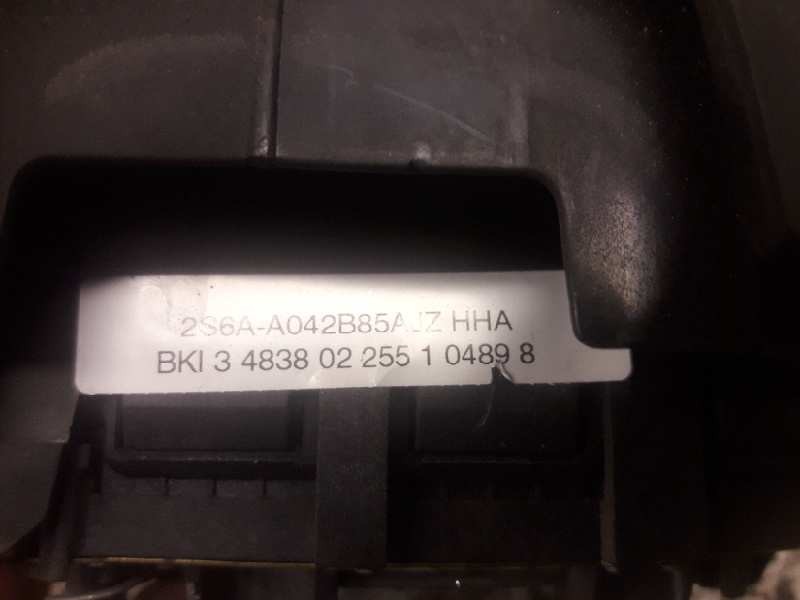 2S6A-A042B85AJZ HHA
BKI 3 4838 02 255 1 0489 8